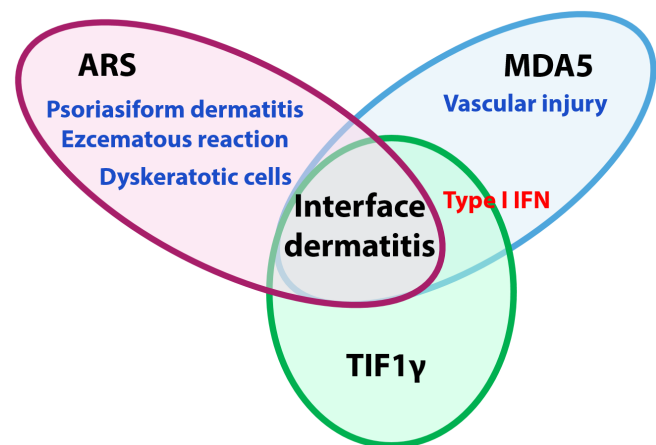 ARS
MDA5
Psoriasiform dermatitis
Vascular injury
Ezcematous reaction
Dyskeratotic cells
Type I IFN
Interface
dermatitis
TIF1γ